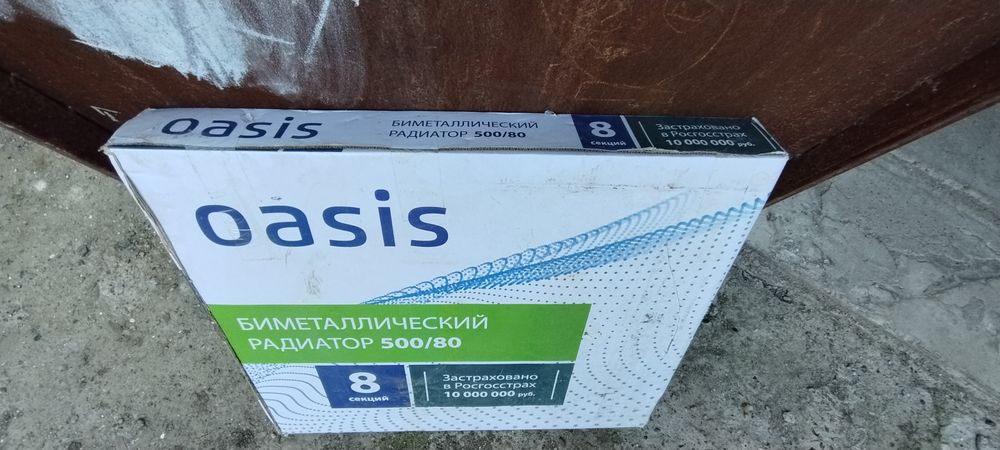 oasis
БИМЕТАЛЛИЧЕСКИЙ
РАДИАТОР 500/80
8
секций
Застраховано
в Росгосстрах
10 000 000 руб.
oasis
БИМЕТАЛЛИЧЕСКИЙ
РАДИАТОР 500/80
8
секций
Застраховано
в Росгосстрах
10 000 000 руб.